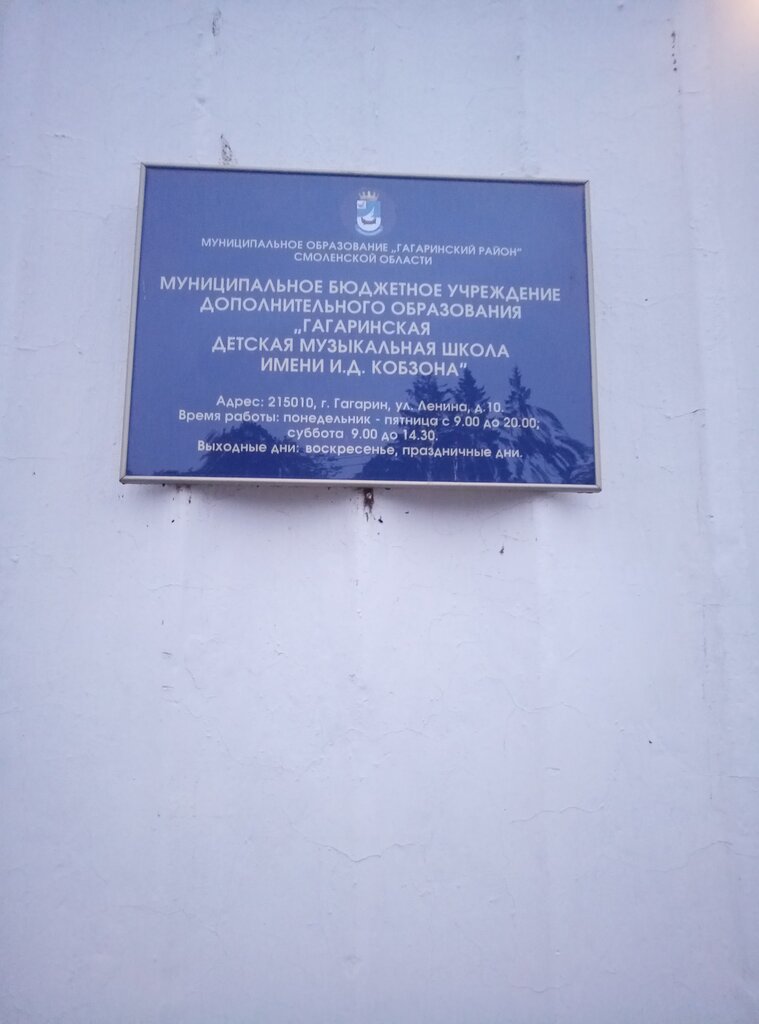 МУНИЦИПАЛЬНОЕ ОБРАЗОВАНИЕ „ГАГАРИНСКИЙ РАЙОН“
СМОЛЕНСКОЙ ОБЛАСТИ
МУНИЦИПАЛЬНОЕ БЮДЖЕТНОЕ УЧРЕЖДЕНИЕ
ДОПОЛНИТЕЛЬНОГО ОБРАЗОВАНИЯ
„ГАГАРИНСКАЯ
ДЕТСКАЯ МУЗЫКАЛЬНАЯ ШКОЛА
ИМЕНИ И.Д. КОБЗОНА“
Адрес: 215010, г. Гагарин, ул. Ленина, д.10.
Время работы: понедельник - пятница с 9.00 до 20.00,
суббота 9.00 до 14.30.
Выходные дни: воскресенье, праздничные дни.